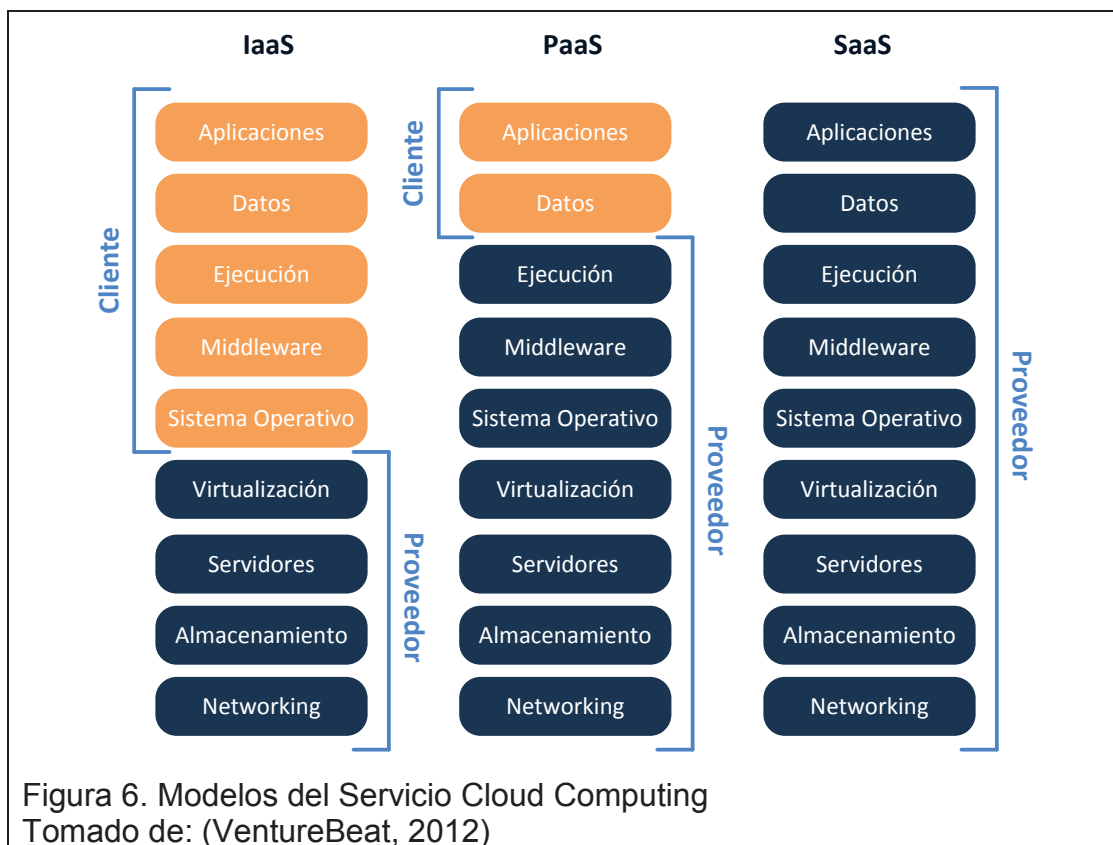 IaaS
PaaS
SaaS
Cliente
Aplicaciones
Datos
Ejecución
Middleware
Sistema Operativo
Virtualización
Servidores
Almacenamiento
Networking
Proveedor
Cliente
Aplicaciones
Datos
Ejecución
Middleware
Sistema Operativo
Virtualización
Servidores
Almacenamiento
Networking
Proveedor
Aplicaciones
Datos
Ejecución
Middleware
Sistema Operativo
Virtualización
Servidores
Almacenamiento
Networking
Proveedor
Figura 6. Modelos del Servicio Cloud Computing
Tomado de: (VentureBeat, 2012)